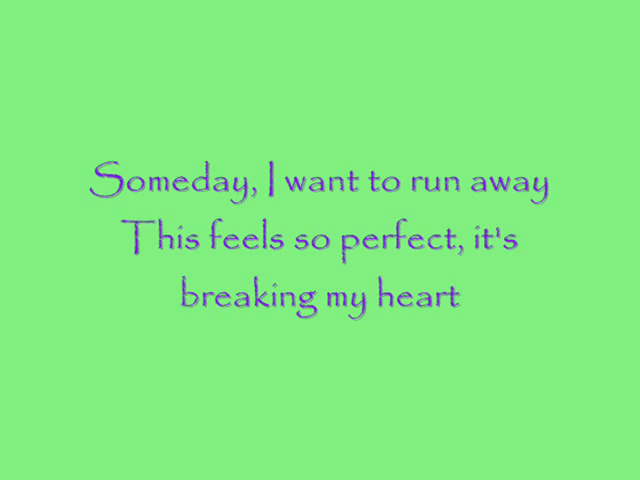 Someday, I want to run away
This feels so perfect, it's
breaking my heart